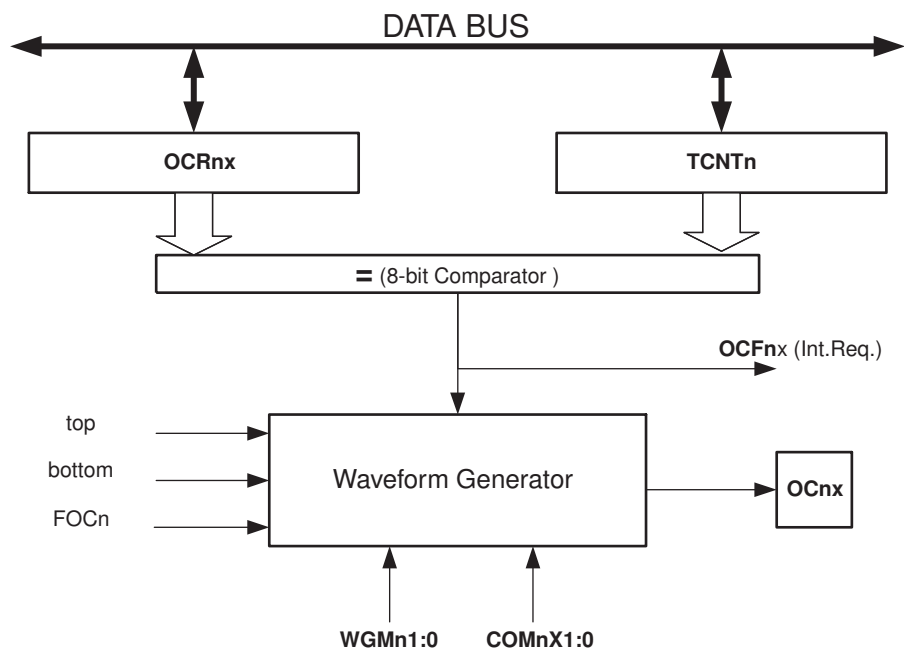 DATA BUS
OCRnx
TCNTn
= (8-bit Comparator )
OCFnx (Int.Req.)
top
bottom
FOCn
Waveform Generator
OCnx
WGMn1:0
COMnX1:0